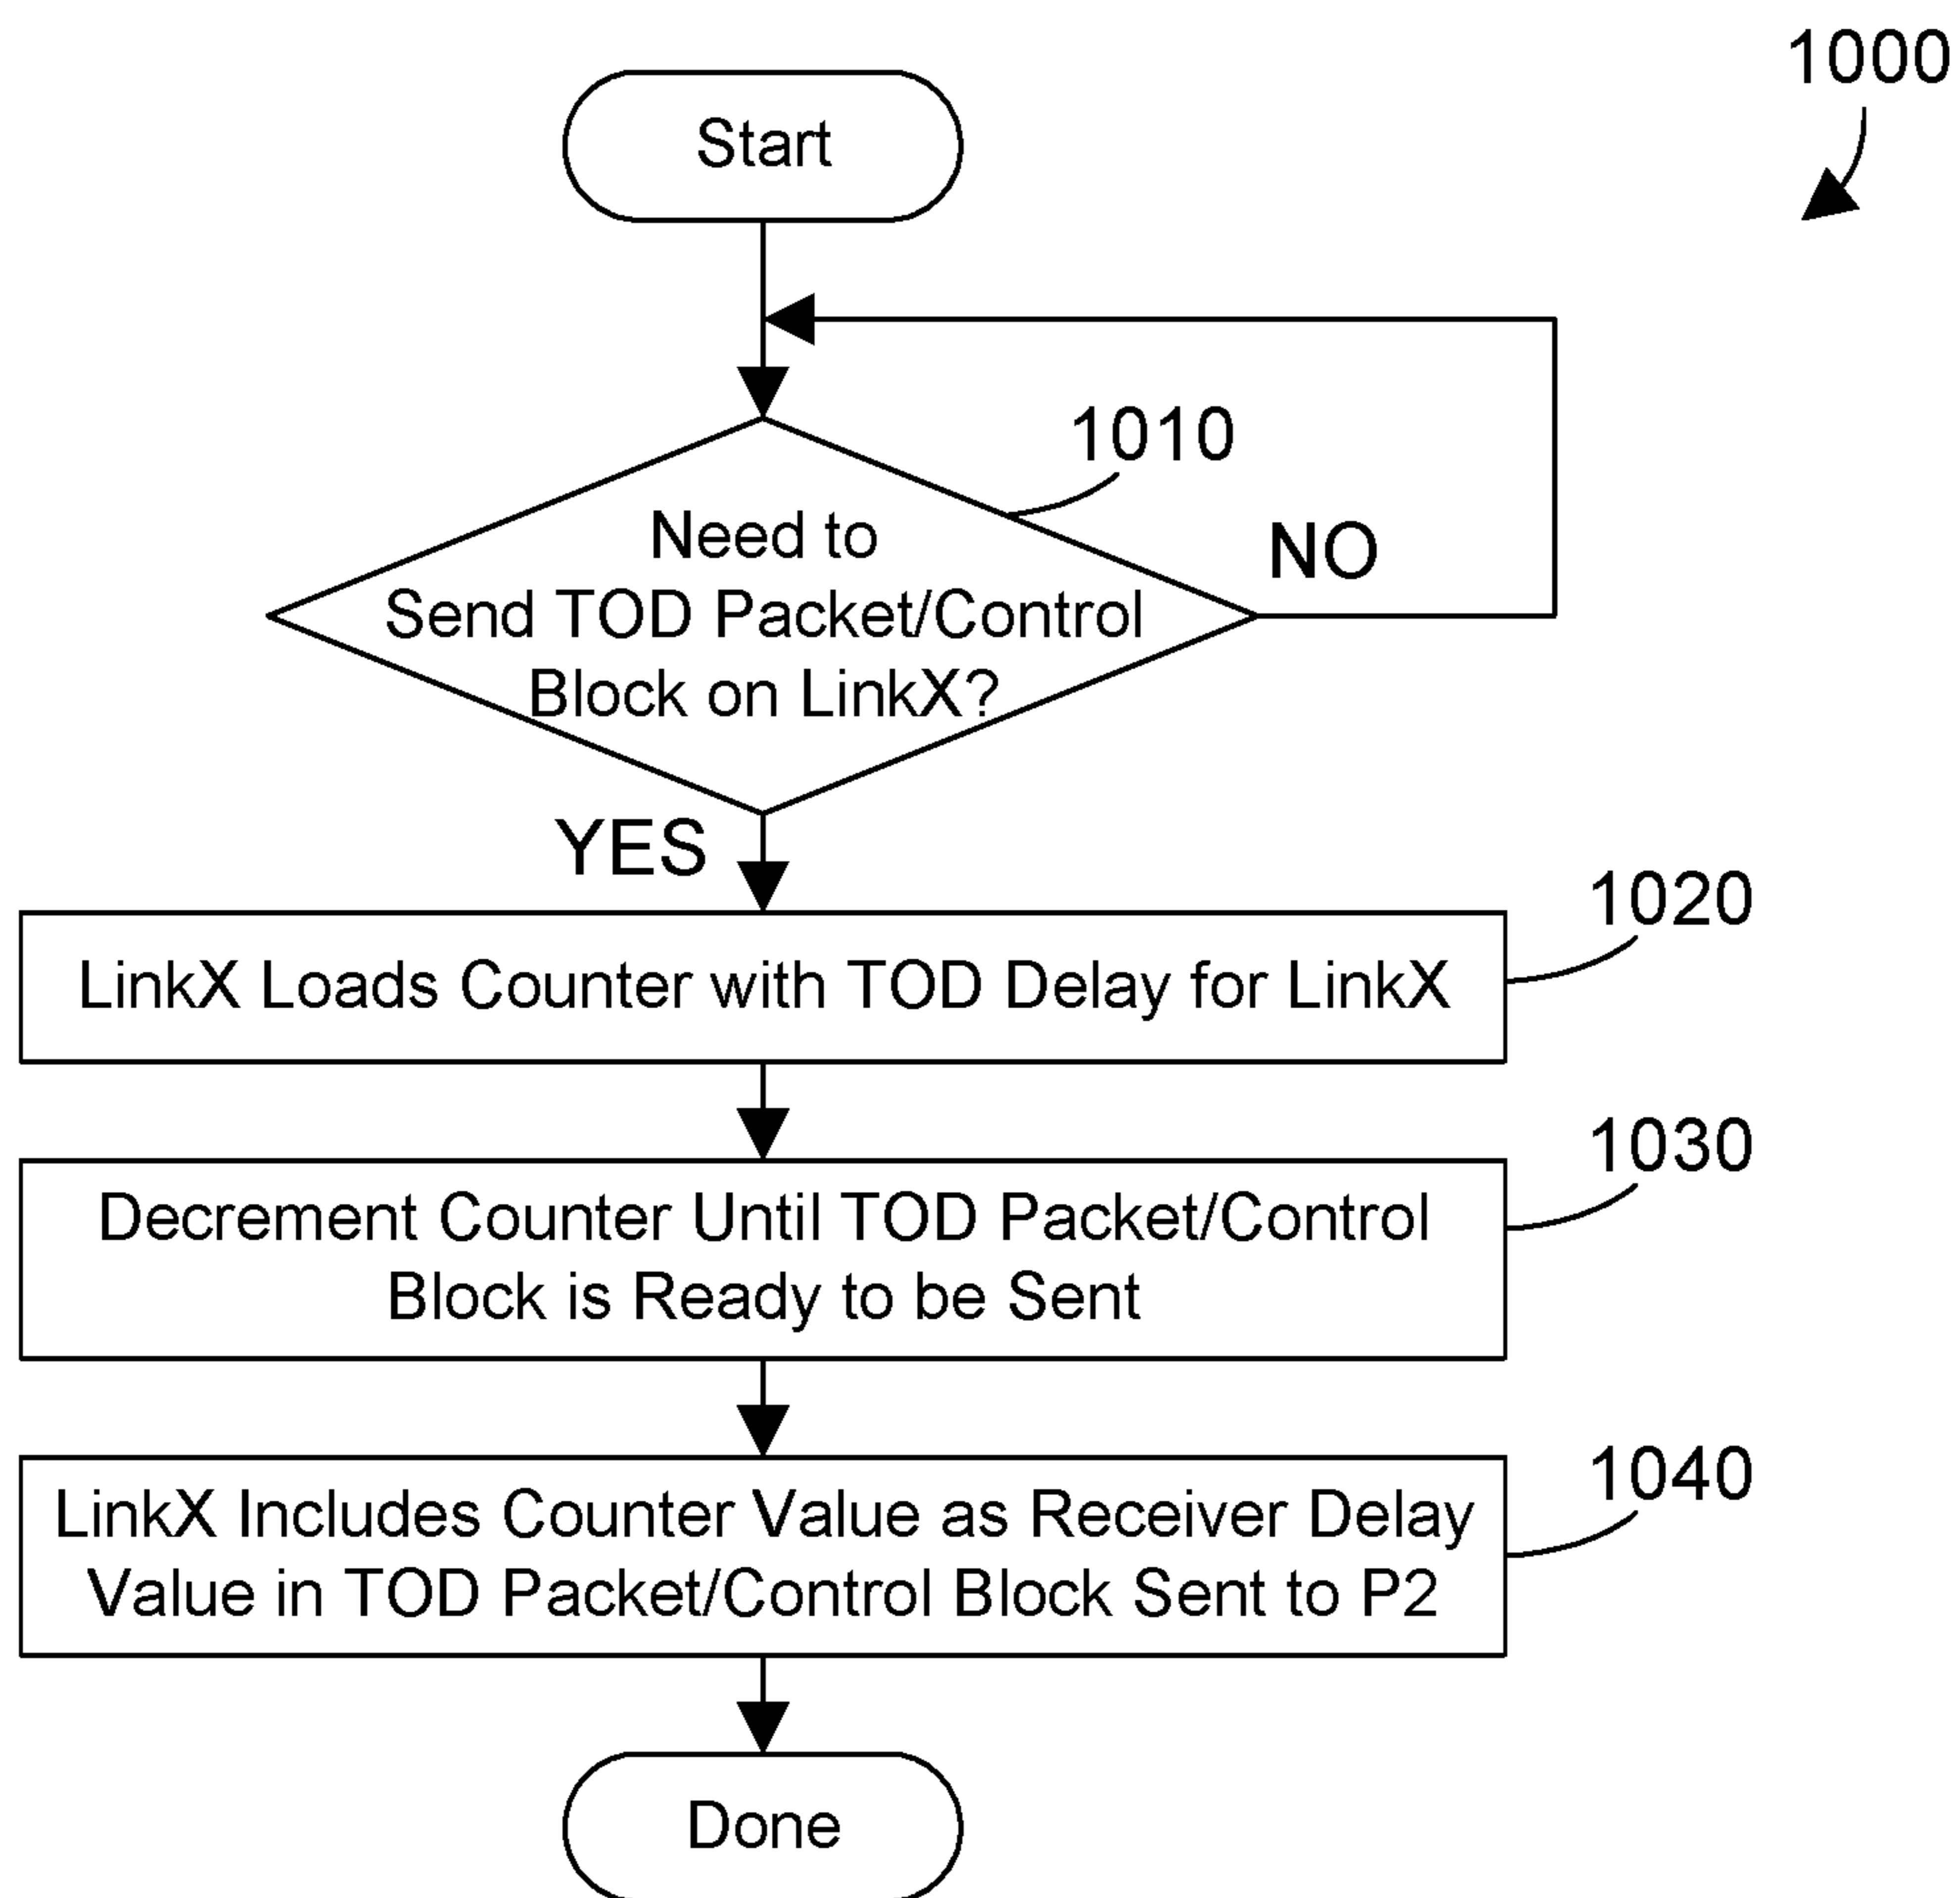 1000
Start
1010
Need to
Send TOD Packet/Control
Block on LinkX?
NO
YES
1020
LinkX Loads Counter with TOD Delay for LinkX
1030
Decrement Counter Until TOD Packet/Control
Block is Ready to be Sent
1040
LinkX Includes Counter Value as Receiver Delay
Value in TOD Packet/Control Block Sent to P2
Done